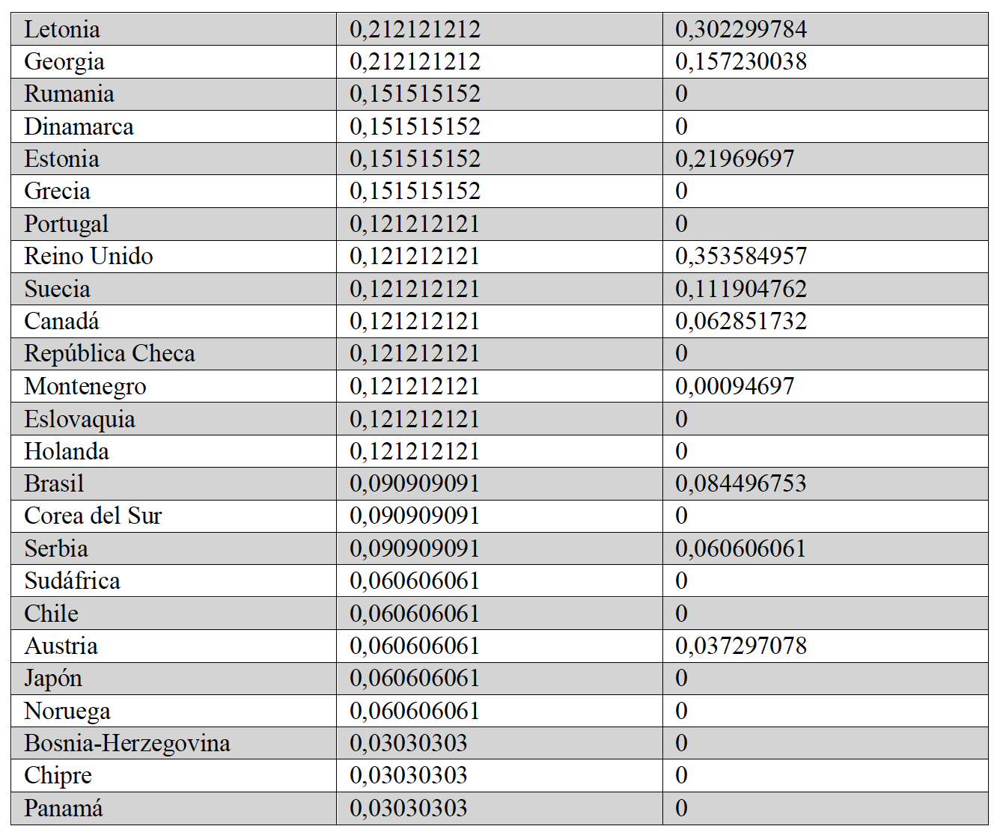 Letonia 0,212121212 0,302299784
Georgia 0,212121212 0,157230038
Rumania 0,151515152 0
Dinamarca 0,151515152 0
Estonia 0,151515152 0,21969697
Grecia 0,151515152 0
Portugal 0,121212121 0
Reino Unido 0,121212121 0,353584957
Suecia 0,121212121 0,111904762
Canadá 0,121212121 0,062851732
República Checa 0,121212121 0
Montenegro 0,121212121 0,00094697
Eslovaquia 0,121212121 0
Holanda 0,121212121 0
Brasil 0,090909091 0,084496753
Corea del Sur 0,090909091 0
Serbia 0,090909091 0,060606061
Sudáfrica 0,060606061 0
Chile 0,060606061 0
Austria 0,060606061 0,037297078
Japón 0,060606061 0
Noruega 0,060606061 0
Bosnia-Herzegovina 0,03030303 0
Chipre 0,03030303 0
Panamá 0,03030303 0